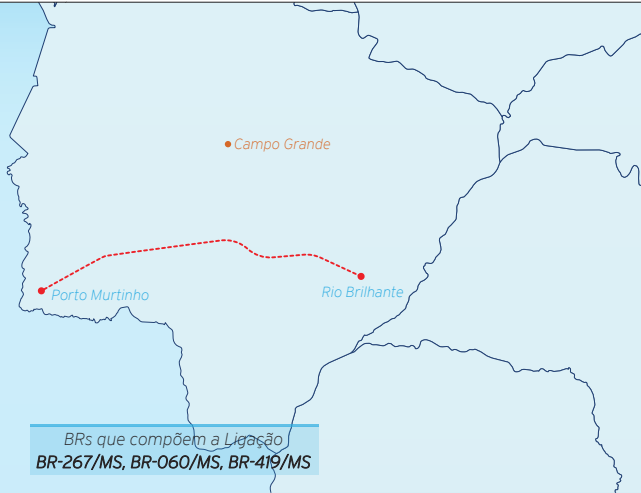 Campo Grande
Porto Murtinho
Rio Brilhante
BRs que compõem a Ligação
BR-267/MS, BR-060/MS, BR-419/MS